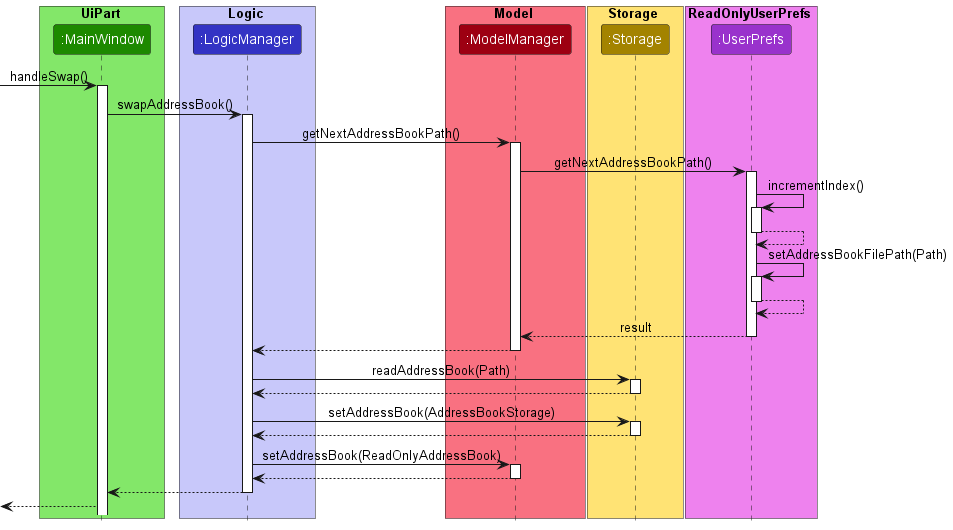 UiPart
Logic
Model
Storage
ReadOnlyUserPrefs
:MainWindow
:LogicManager
:ModelManager
:Storage
:UserPrefs
handleSwap()
swapAddressBook()
getNextAddressBookPath()
getNextAddressBookPath()
incrementIndex()
setAddressBookFilePath(Path)
result
readAddressBook(Path)
setAddressBook(AddressBookStorage)
setAddressBook(ReadOnlyAddressBook)